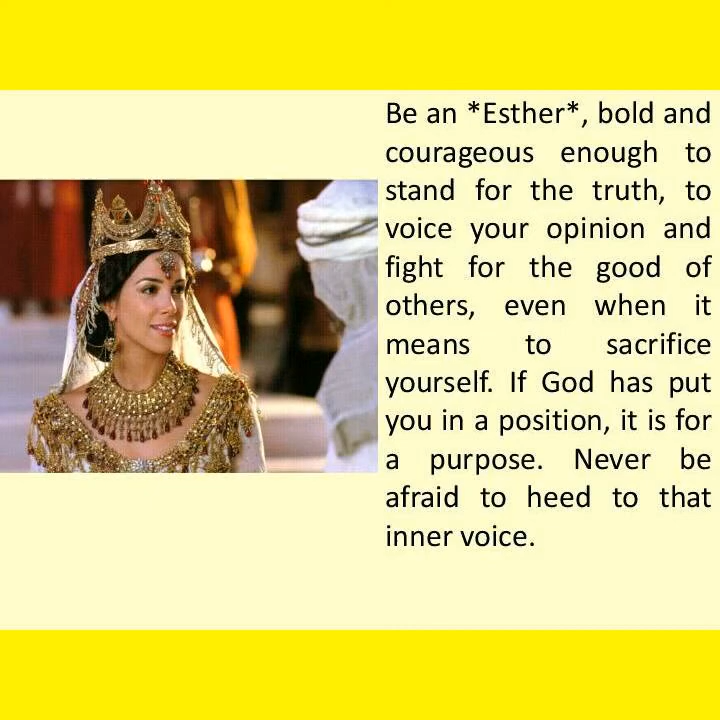 Be an *Esther*, bold and
courageous enough to
stand for the truth, to
voice your opinion and
fight for the good of
others, even when it
means to sacrifice
yourself. If God has put
you in a position, it is for
a purpose. Never be
afraid to heed to that
inner voice.